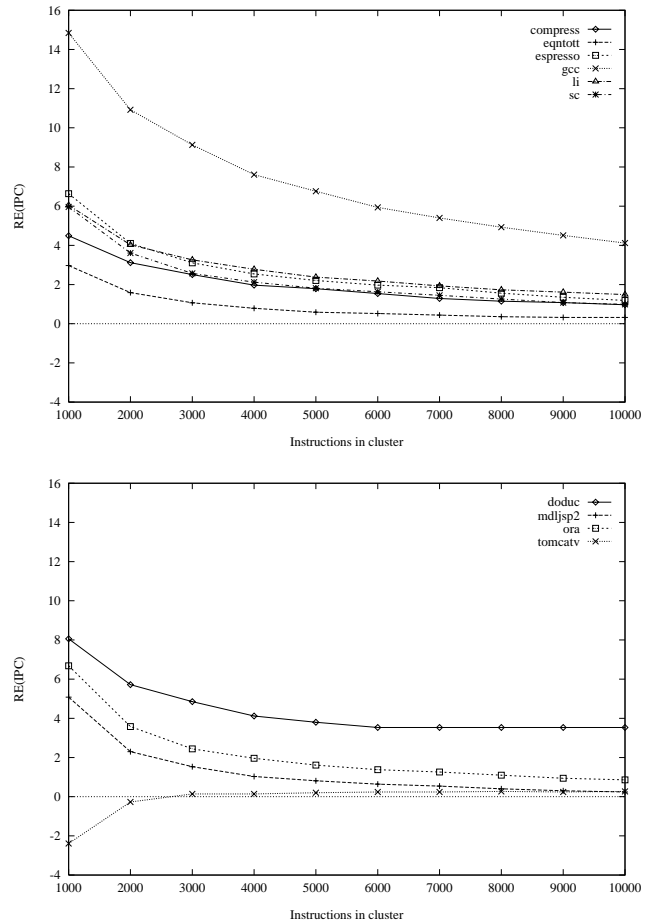 16
14
12
10
8
6
4
2
0
-2
-4
RE(IPC)
compress
eqntott
espresso
gcc
li
sc
1000 2000 3000 4000 5000 6000 7000 8000 9000 10000
Instructions in cluster
16
14
12
10
8
6
4
2
0
-2
-4
RE(IPC)
doduc
mdljsp2
ora
tomcatv
1000 2000 3000 4000 5000 6000 7000 8000 9000 10000
Instructions in cluster